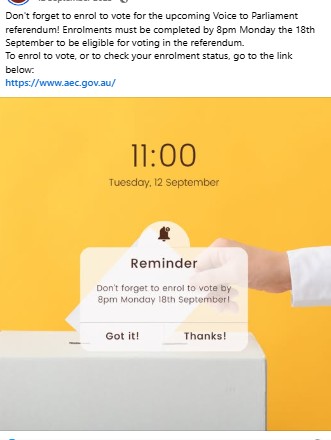 Don't forget to enrol to vote for the upcoming Voice to Parliament
referendum! Enrolments must be completed by 8pm Monday the 18th
September to be eligible for voting in the referendum.
To enrol to vote, or to check your enrolment status, go to the link
below:
https://www.aec.gov.au/
11:00
Tuesday, 12 September
Reminder
Don't forget to enrol to vote by
8pm Monday 18th September!
Got it! Thanks!